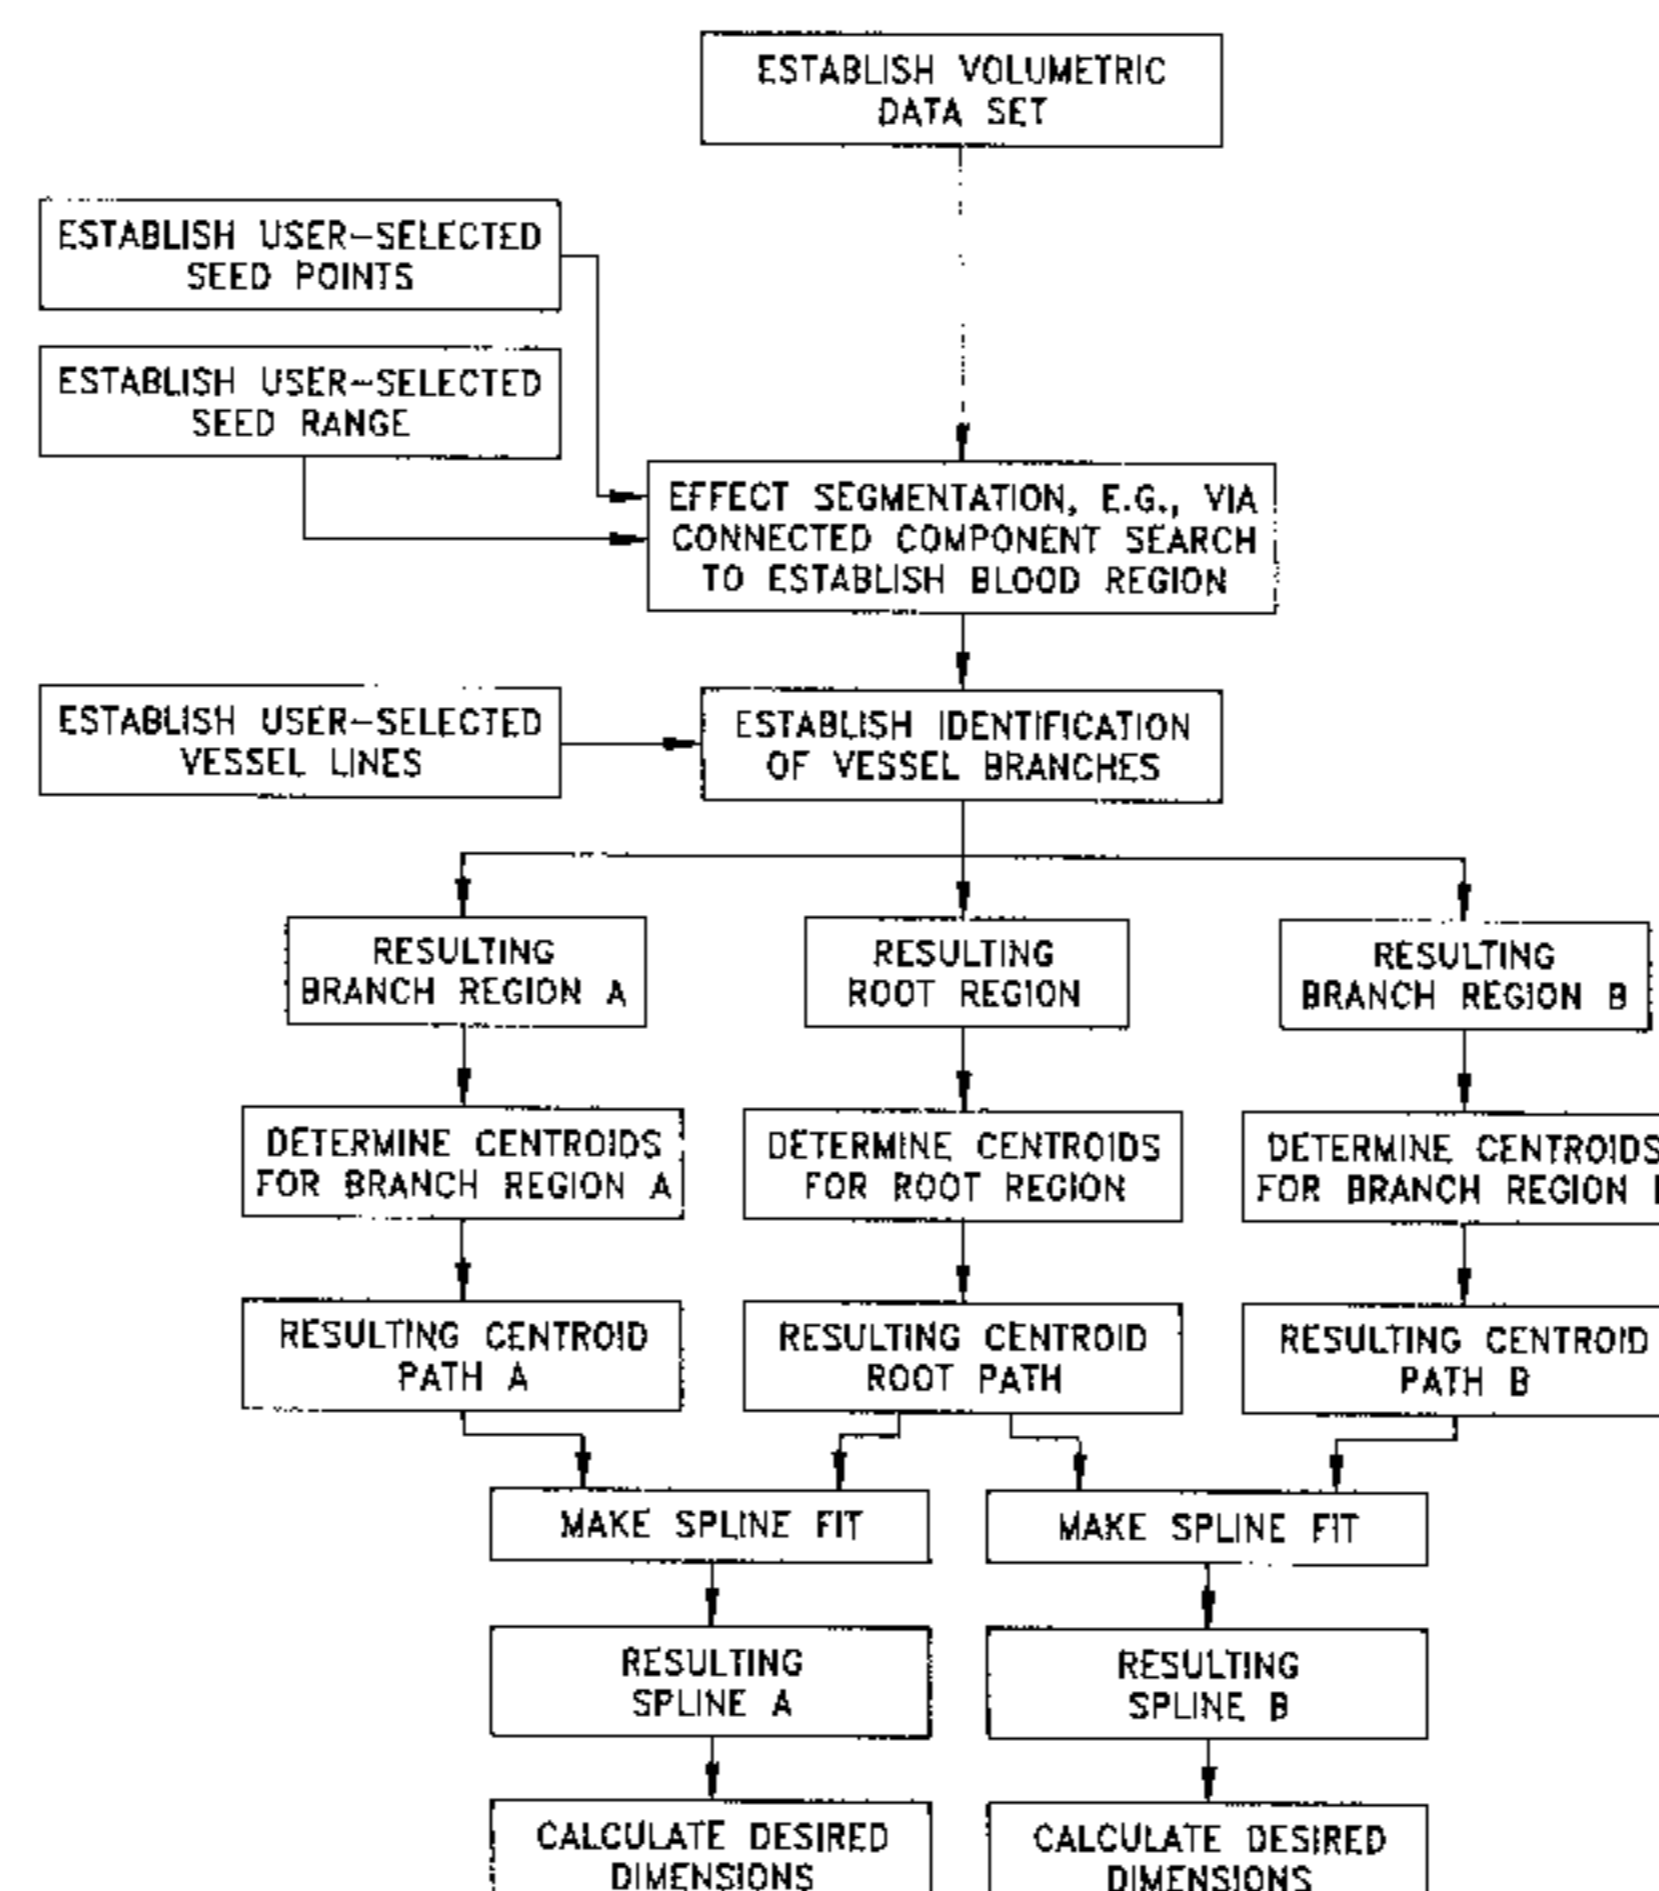 ESTABLISH VOLUMETRIC
DATA SET
ESTABLISH USER-SELECTED
SEED POINTS
ESTABLISH USER-SELECTED
SEED RANGE
EFFECT SEGMENTATION, E.G., VIA
CONNECTED COMPONENT SEARCH
TO ESTABLISH BLOOD REGION
ESTABLISH USER-SELECTED
VESSEL LINES
ESTABLISH IDENTIFICATION
OF VESSEL BRANCHES
RESULTING
BRANCH REGION A
RESULTING
ROOT REGION
RESULTING
BRANCH REGION B
DETERMINE CENTROIDS
FOR BRANCH REGION A
DETERMINE CENTROIDS
FOR ROOT REGION
DETERMINE CENTROIDS
FOR BRANCH REGION
RESULTING CENTROID
PATH A
RESULTING CENTROID
ROOT PATH
RESULTING CENTROID
PATH B
MAKE SPLINE FIT
MAKE SPLINE FIT
RESULTING
SPLINE A
RESULTING
SPLINE B
CALCULATE DESIRED
DIMENSIONS
CALCULATE DESIRED
DIMENSIONS